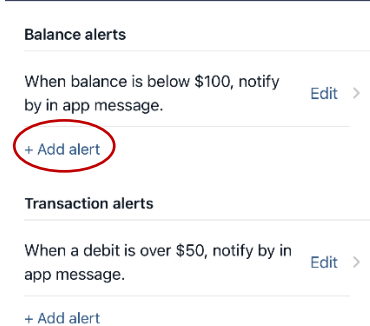 Balance alerts
When balance is below $100, notify
by in app message.
Edit
+ Add alert
Transaction alerts
When a debit is over $50, notify by in
app message.
Edit
+ Add alert